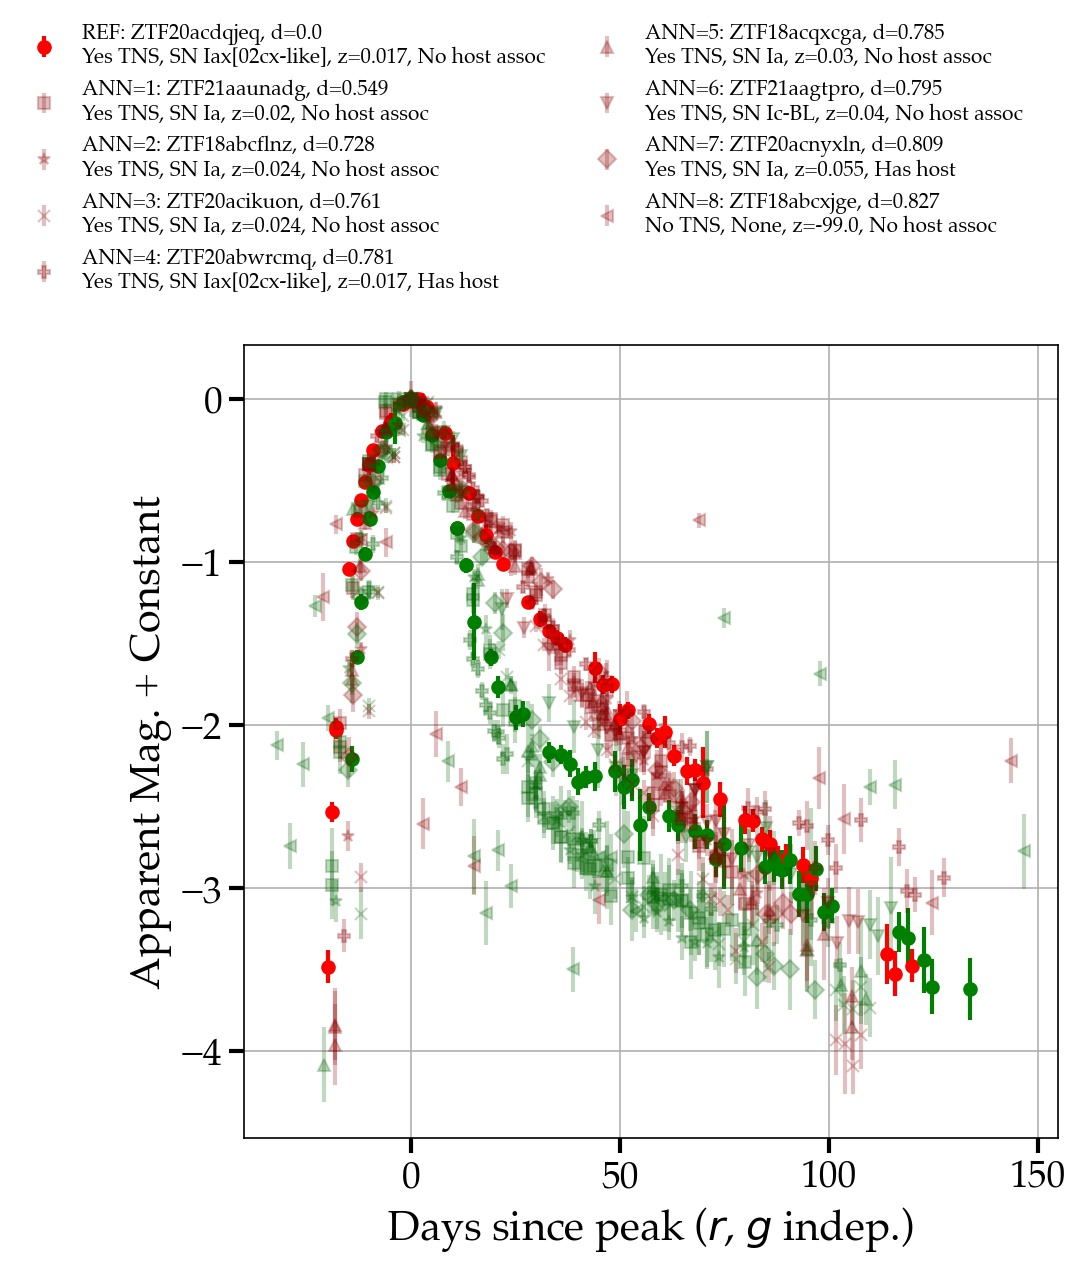 REF: ZTF20acdqjeq, d=0.0
Yes TNS, SN Iax[02cx-like], z=0.017, No host assoc
ANN=1: ZTF21aaunadg, d=0.549
Yes TNS, SN Ia, z=0.02, No host assoc
ANN=2: ZTF18abcflnz, d=0.728
Yes TNS, SN Ia, z=0.024, No host assoc
ANN=3: ZTF20acikuon, d=0.761
Yes TNS, SN Ia, z=0.024, No host assoc
ANN=4: ZTF20abwrcmq, d=0.781
Yes TNS, SN Iax[02cx-like], z=0.017, Has host
ANN=5: ZTF18acqxcga, d=0.785
Yes TNS, SN Ia, z=0.03, No host assoc
ANN=6: ZTF21aagtpro, d=0.795
Yes TNS, SN Ic-BL, z=0.04, No host assoc
ANN=7: ZTF20acnyxln, d=0.809
Yes TNS, SN Ia, z=0.055, Has host
ANN=8: ZTF18abcxjge, d=0.827
No TNS, None, z=-99.0, No host assoc
Apparent Mag. + Constant
0
−1
−2
−3
−4
0 50 100 150
Days since peak (r, g indep.)